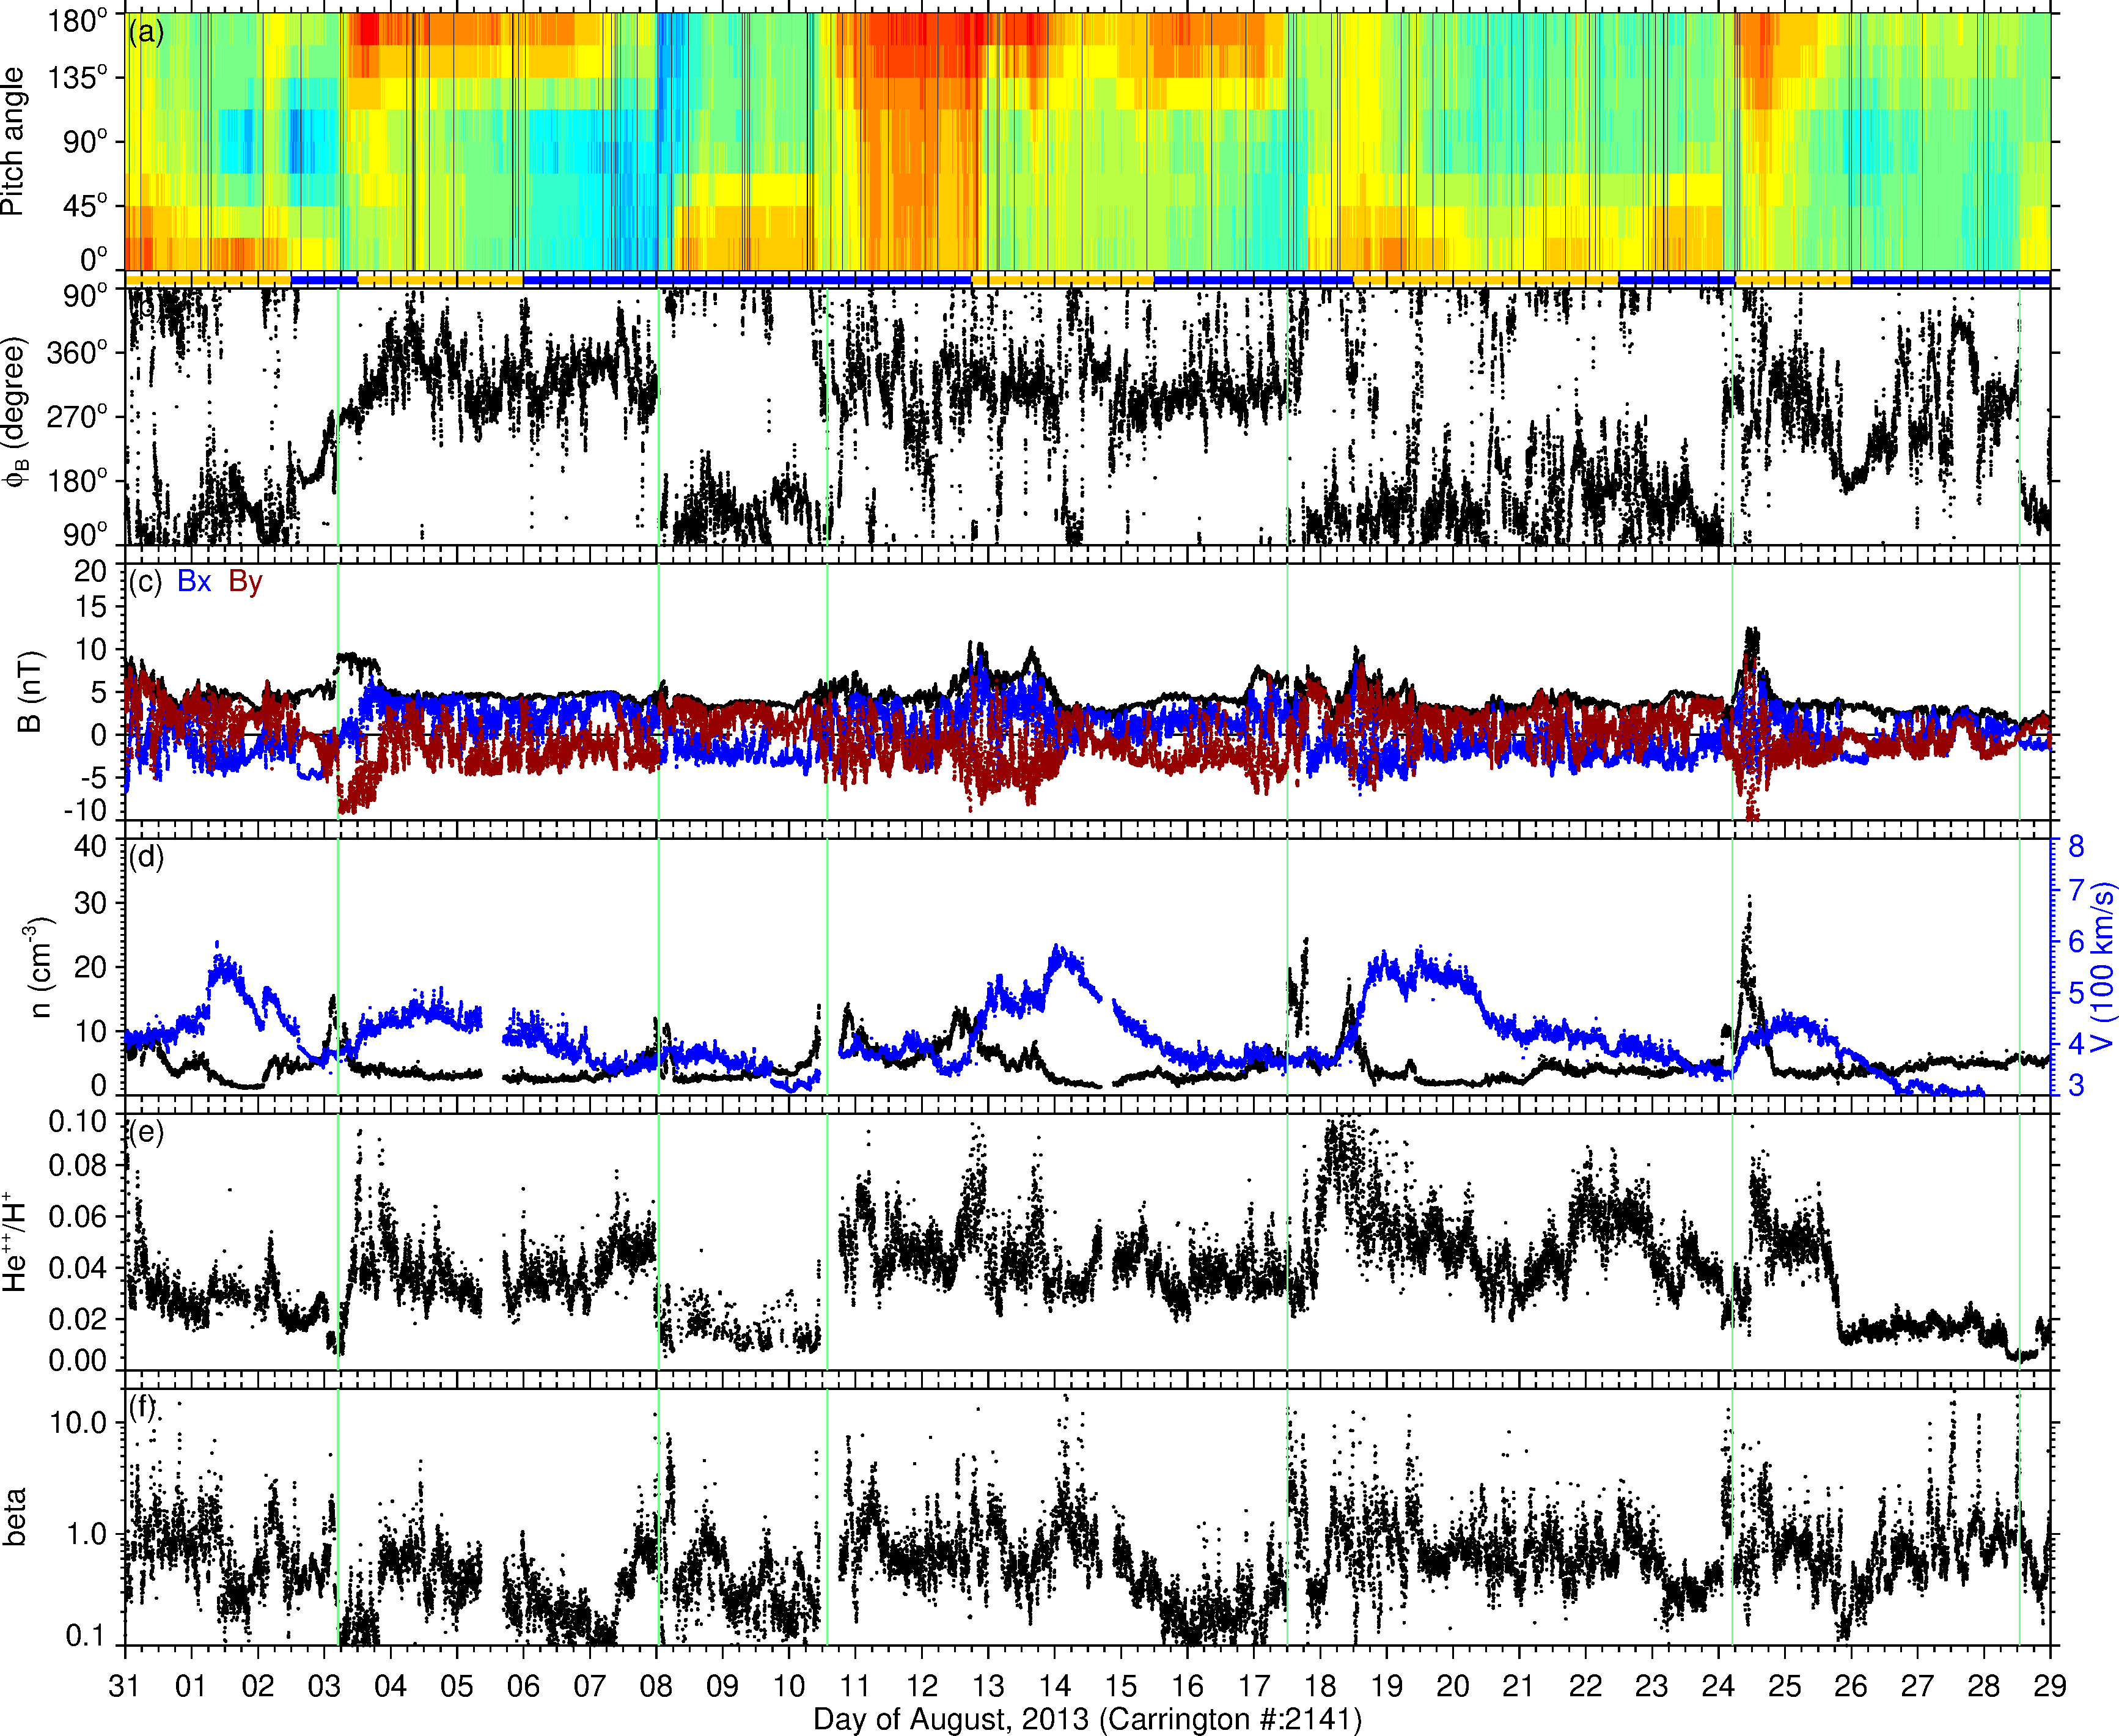 (a)
180°
135°
90°
45°
0°
Pitch angle
90°
360°
270°
180°
90°
ϕB (degree)
(c) Bx By
20
15
10
5
0
-5
-10
B (nT)
(d)
40
30
20
10
0
n (cm⁻³)
8
7
6
5
4
3
V (100 km/s)
(e)
0.10
0.08
0.06
0.04
0.02
0.00
He⁺⁺/H⁺
(f)
10.0
1.0
0.1
beta
31 01 02 03 04 05 06 07 08 09 10 11 12 13 14 15 16 17 18 19 20 21 22 23 24 25 26 27 28 29
Day of August, 2013 (Carrington #:2141)